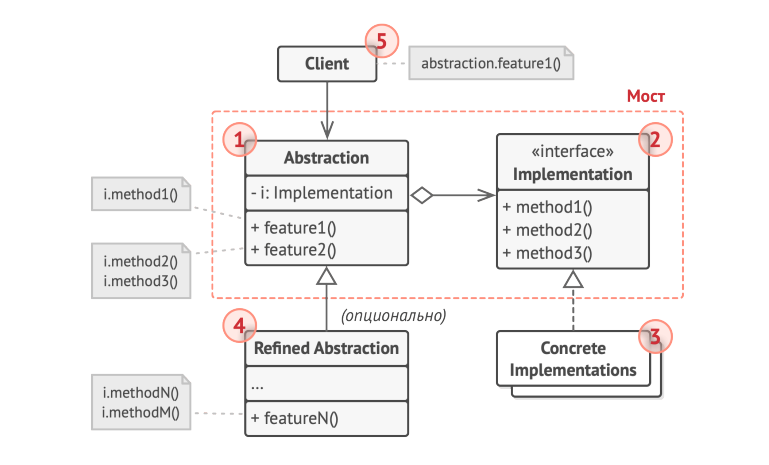 5
Client
abstraction.feature1()
Мост
1
Abstraction
- i: Implementation
+ feature1()
+ feature2()
2
«interface»
Implementation
+ method1()
+ method2()
+ method3()
i.method1()
i.method2()
i.method3()
(опционально)
4
Refined Abstraction
...
+ featureN()
3
Concrete
Implementations
i.methodN()
i.methodM()